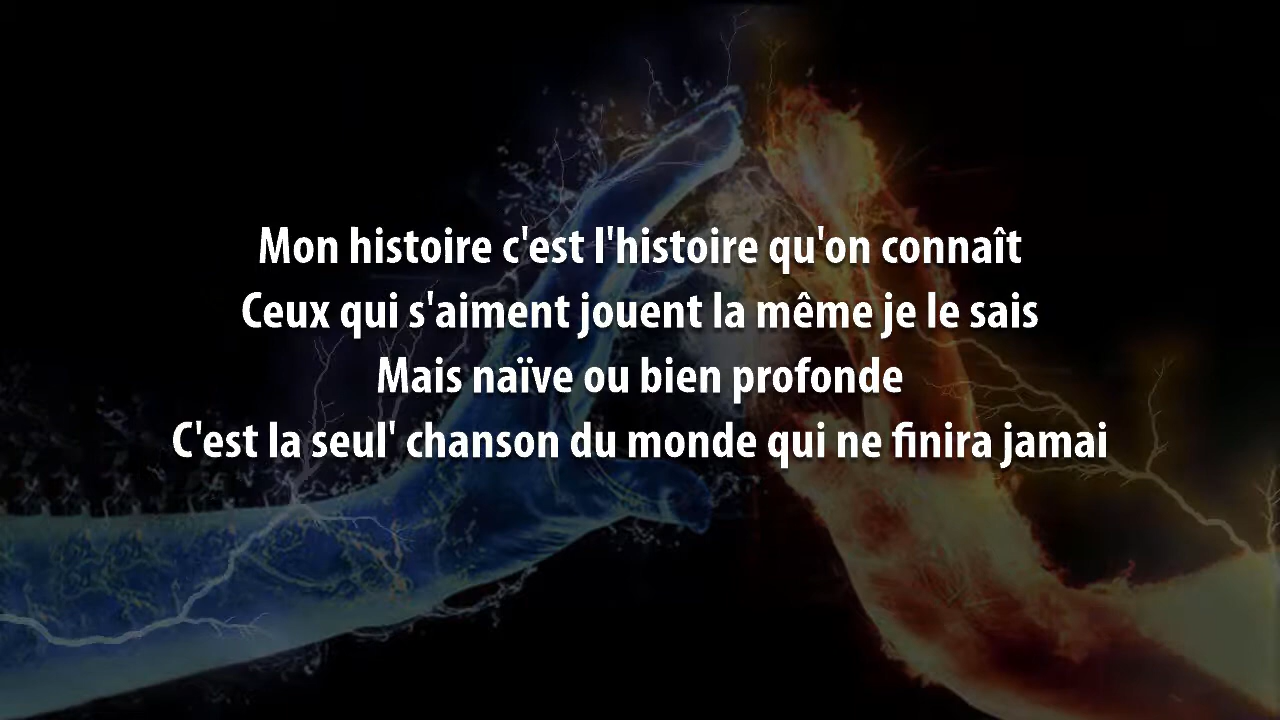 Mon histoire c'est l'histoire qu'on connaît
Ceux qui s'aiment jouent la même je le sais
Mais naïve ou bien profonde
C'est la seul' chanson du monde qui ne finira jamai